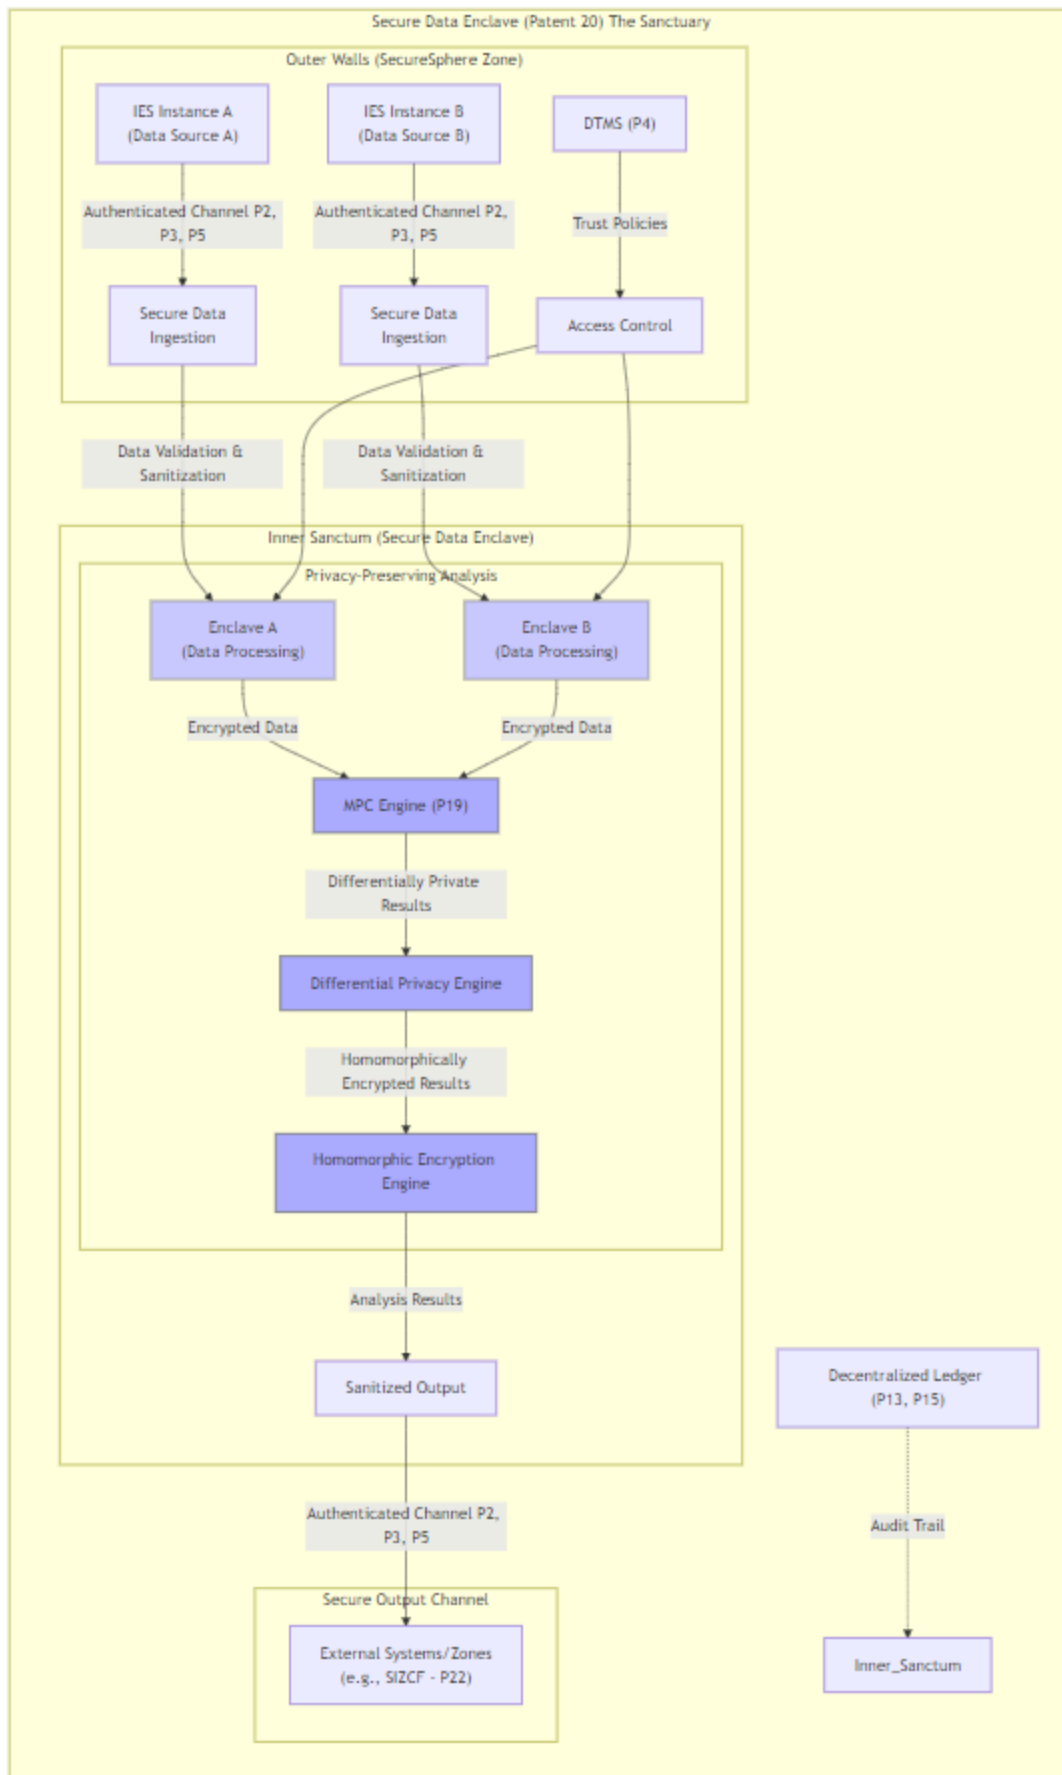 Secure Data Enclave (Patent 20) The Sanctuary
Outer Walls (SecureSphere Zone)
IES Instance A
(Data Source A)
IES Instance B
(Data Source B)
DTMS (P4)
Authenticated Channel P2,
P3, P5
Authenticated Channel P2,
P3, P5
Trust Policies
Secure Data
Ingestion
Secure Data
Ingestion
Access Control
Data Validation &
Sanitization
Data Validation &
Sanitization
Inner Sanctum (Secure Data Enclave)
Privacy-Preserving Analysis
Enclave A
(Data Processing)
Enclave B
(Data Processing)
Encrypted Data
Encrypted Data
MPC Engine (P19)
Differentially Private
Results
Differential Privacy Engine
Homomorphically
Encrypted Results
Homomorphic Encryption
Engine
Analysis Results
Sanitized Output
Decentralized Ledger
(P13, P15)
Authenticated Channel P2,
P3, P5
Audit Trail
Secure Output Channel
External Systems/Zones
(e.g., SIZCF - P22)
Inner_Sanctum